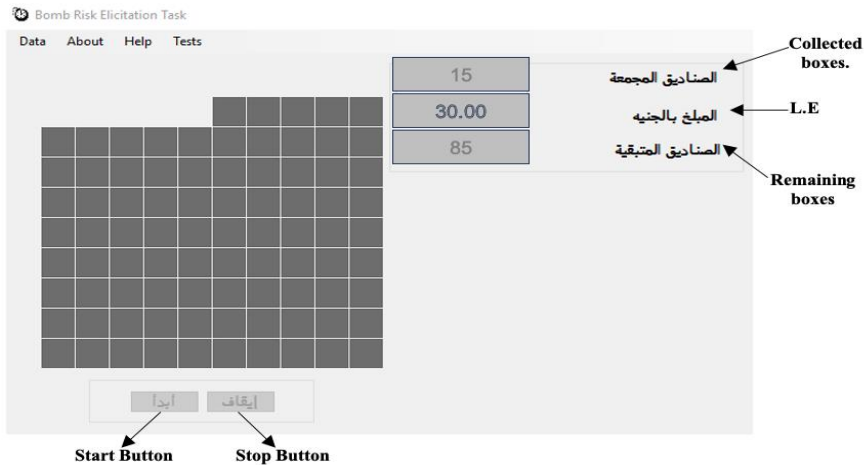 Bomb Risk Elicitation Task
Data About Help Tests
Collected
boxes.
15 الصناديق المجمعة
30.00 المبلغ بالجنيه
L.E
85 الصناديق المتبقية
Remaining
boxes
أبدأ إيقاف
Start Button Stop Button